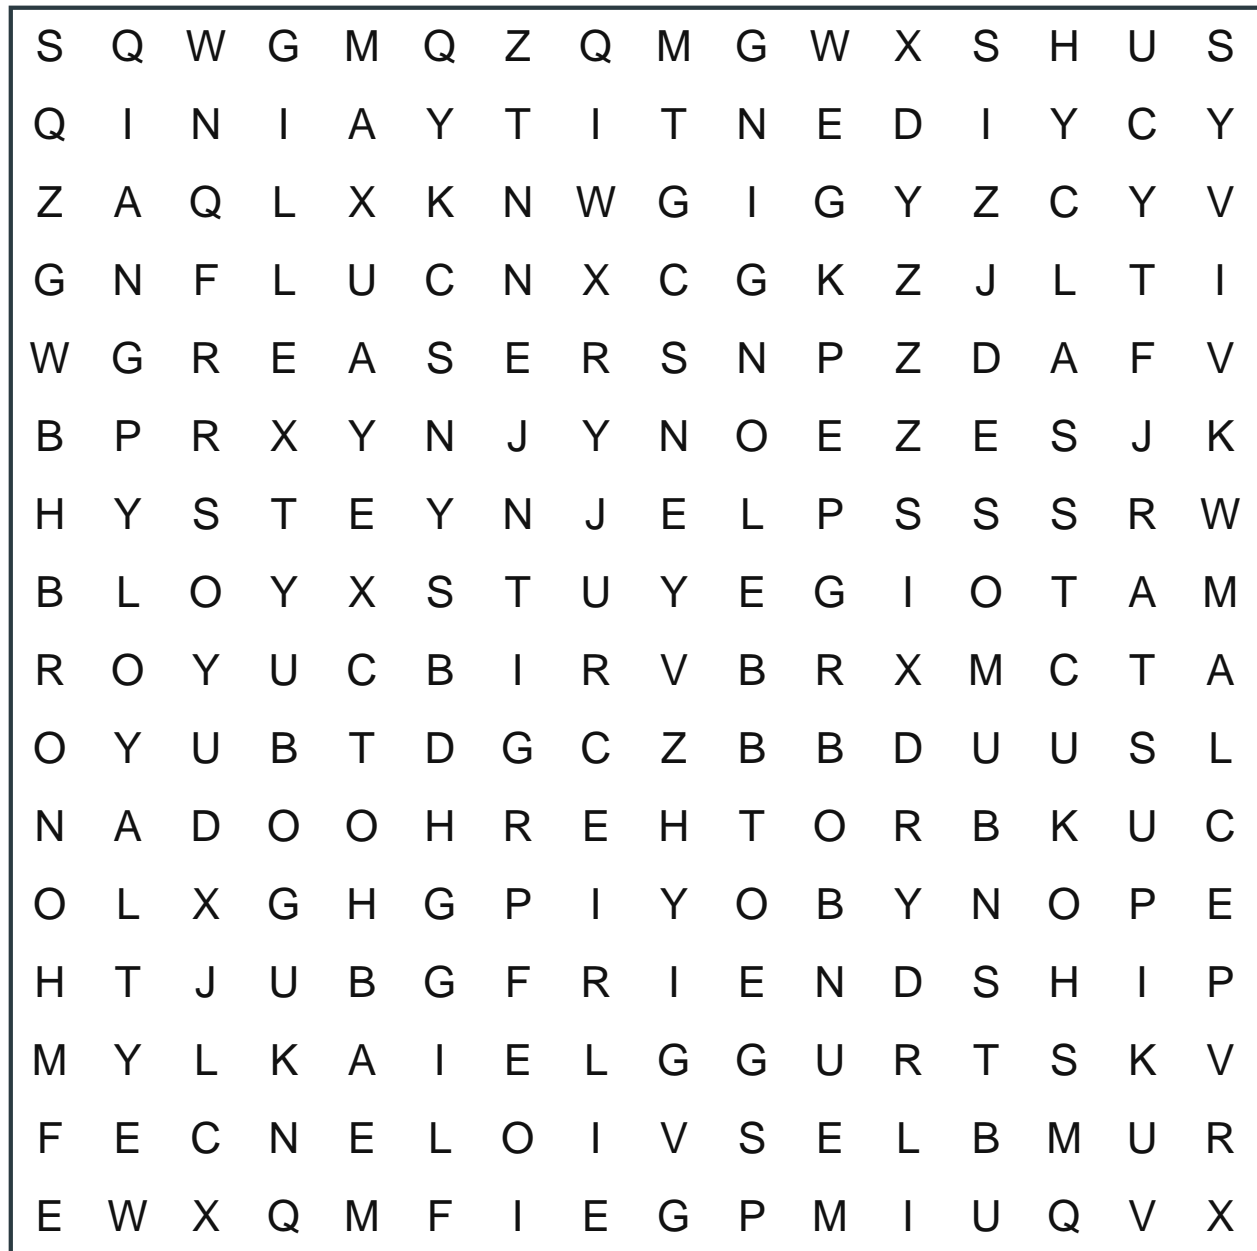 S Q W G M Q Z Q M G W X S H U S
Q I N I A Y T I T N E D I Y C Y
Z A Q L X K N W G I G Y Z C Y V
G N F L U C N X C G K Z J L T I
W G R E A S E R S N P Z D A F V
B P R X Y N J Y N O E Z E S J K
H Y S T E Y N J E L P S S S R W
B L O Y X S T U Y E G I O T A M
R O Y U C B I R V B R X M C T A
O Y U B T D G C Z B B D U U S L
N A D O O H R E H T O R B K U C
O L X G H G P I Y O B Y N O P E
H T J U B G F R I E N D S H I P
M Y L K A I E L G G U R T S K V
F E C N E L O I V S E L B M U R
E W X Q M F I E G P M I U Q V X